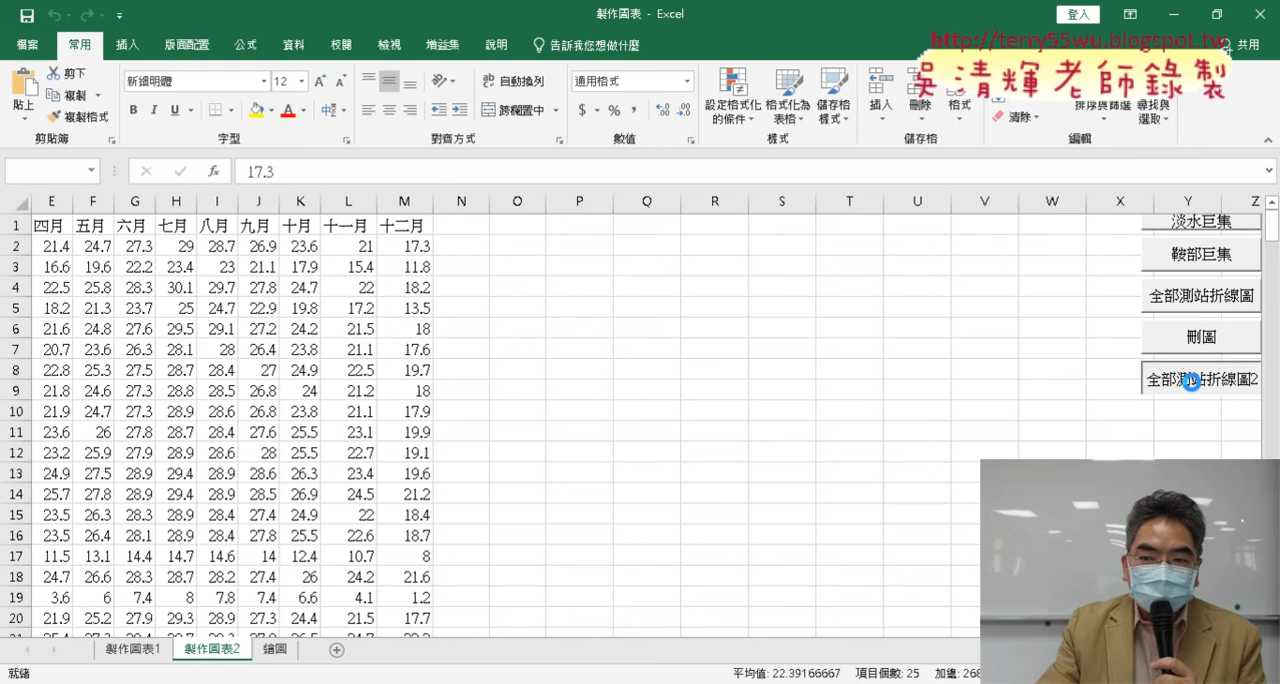 製作圖表 - Excel
登入
檔案 常用 插入 版面配置 公式 資料 校閱 檢視 增益集 說明 告訴我您想做什麼 共用
http://terry55wu.blogspot.tw
吳清輝老師錄製
貼上 剪下 複製 複製格式 剪貼簿
新細明體 12 B I U A A A 中 字型
ab 自動換列 跨欄置中 對齊方式
通用格式 $ % , .00 數值
設定格式化的條件 格式化為表格 儲存格樣式 樣式
插入 刪除 格式 儲存格
清除 排序與篩選 尋找與選取 編輯
fx 17.3
E F G H I J K L M N O P Q R S T U V W X Y Z
1 四月 五月 六月 七月 八月 九月 十月 十一月 十二月
2 21.4 24.7 27.3 29 28.7 26.9 23.6 21 17.3
3 16.6 19.6 22.2 23.4 23 21.1 17.9 15.4 11.8
4 22.5 25.8 28.3 30.1 29.7 27.8 24.7 22 18.2
5 18.2 21.3 23.7 25 24.7 22.9 19.8 17.2 13.5
6 21.6 24.8 27.6 29.5 29.1 27.2 24.2 21.5 18
7 20.7 23.6 26.3 28.1 28 26.4 23.8 21.1 17.6
8 22.8 25.3 27.5 28.7 28.4 27 24.9 22.5 19.7
9 21.8 24.6 27.3 28.8 28.5 26.8 24 21.2 18
10 21.9 24.7 27.3 28.9 28.6 26.8 23.8 21.1 17.9
11 23.6 26 27.8 28.7 28.4 27.6 25.5 23.1 19.9
12 23.2 25.9 27.9 28.9 28.6 28 25.5 22.7 19.1
13 24.9 27.5 28.9 29.4 28.9 28.6 26.3 23.4 19.6
14 25.7 27.8 28.9 29.4 28.9 28.5 26.9 24.5 21.2
15 23.5 26.3 28.3 28.9 28.4 27.4 24.9 22 18.4
16 23.5 26.4 28.1 28.9 28.4 27.8 25.5 22.6 18.7
17 11.5 13.1 14.4 14.7 14.6 14 12.4 10.7 8
18 24.7 26.6 28.3 28.7 28.2 27.4 26 24.2 21.6
19 3.6 6 7.4 8 7.8 7.4 6.6 4.1 1.2
20 21.9 25.2 27.9 29.3 28.9 27.3 24.4 21.5 17.7
淡水巨集
鞍部巨集
全部測站折線圖
刪圖
全部測站折線圖2
製作圖表1 製作圖表2 繪圖
就緒 平均值: 22.39166667 項目個數: 25 加總: 268